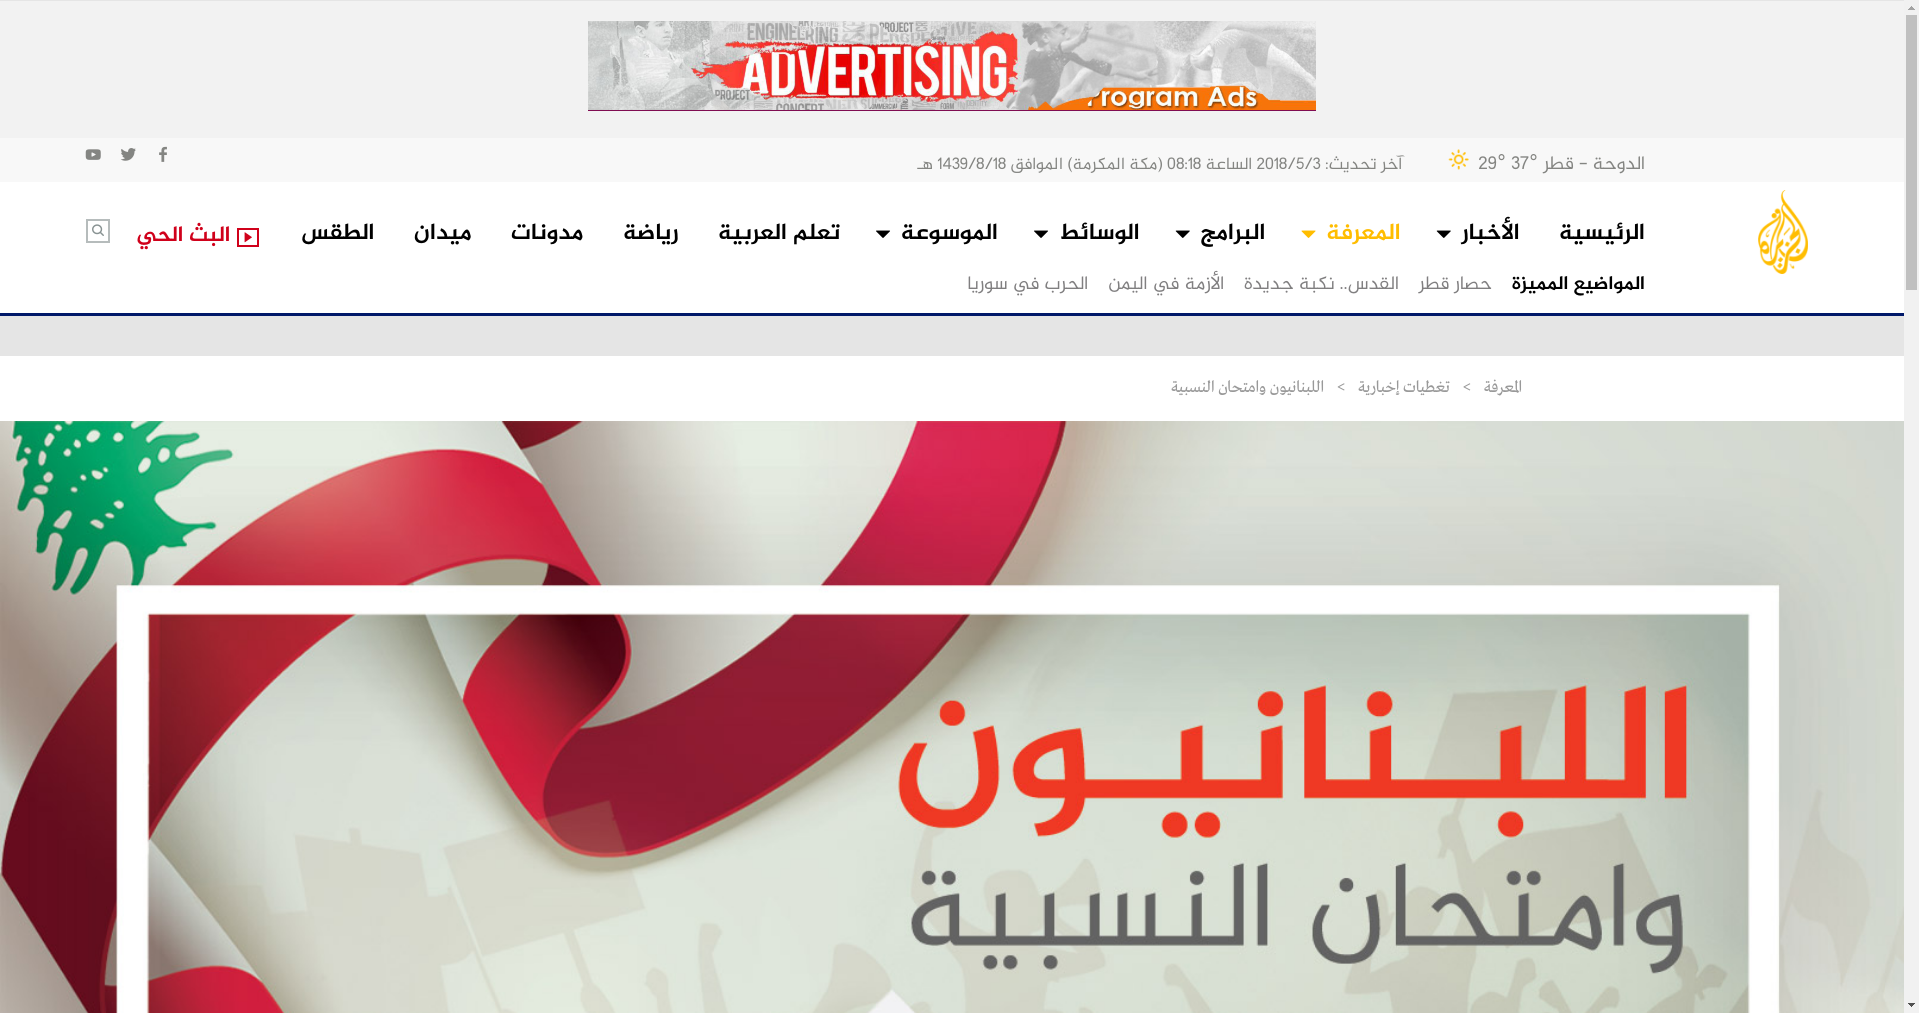 ENGINEERING
PROJECT
ADVERTISING
PROJECT
CONCEPT
Program Ads
الدوحة - قطر 37° 29°
آخر تحديث: 2018/5/3 الساعة 08:18 (مكة المكرمة) الموافق 1439/8/18 هـ
الرئيسية الأخبار المعرفة البرامج الوسائط الموسوعة تعلم العربية رياضة مدونات ميدان الطقس البث الحي
المواضيع المميزة حصار قطر القدس.. نكبة جديدة الأزمة في اليمن الحرب في سوريا
المعرفة > تغطيات إخبارية > اللبنانيون وامتحان النسبية
اللبنانيون
وامتحان النسبية